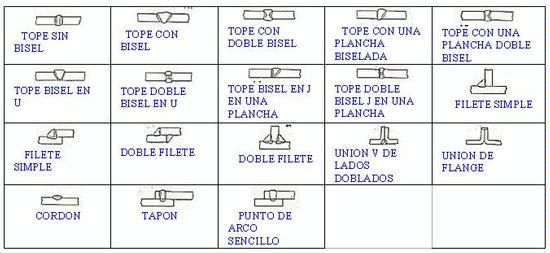 TOPE SIN
BISEL
TOPE CON
BISEL
TOPE CON
DOBLE BISEL
TOPE CON UNA
PLANCHA
BISELADA
TOPE CON UNA
PLANCHA DOBLE
BISEL
TOPE BISEL EN
U
TOPE DOBLE
BISEL EN U
TOPE BISEL EN J
EN UNA
PLANCHA
TOPE DOBLE
BISEL J EN UNA
PLANCHA
FILETE SIMPLE
FILETE
SIMPLE
DOBLE FILETE
DOBLE FILETE
UNION V DE
LADOS
DOBLADOS
UNION DE
FLANGE
CORDON
TAPON
PUNTO DE
ARCO
SENCILLO